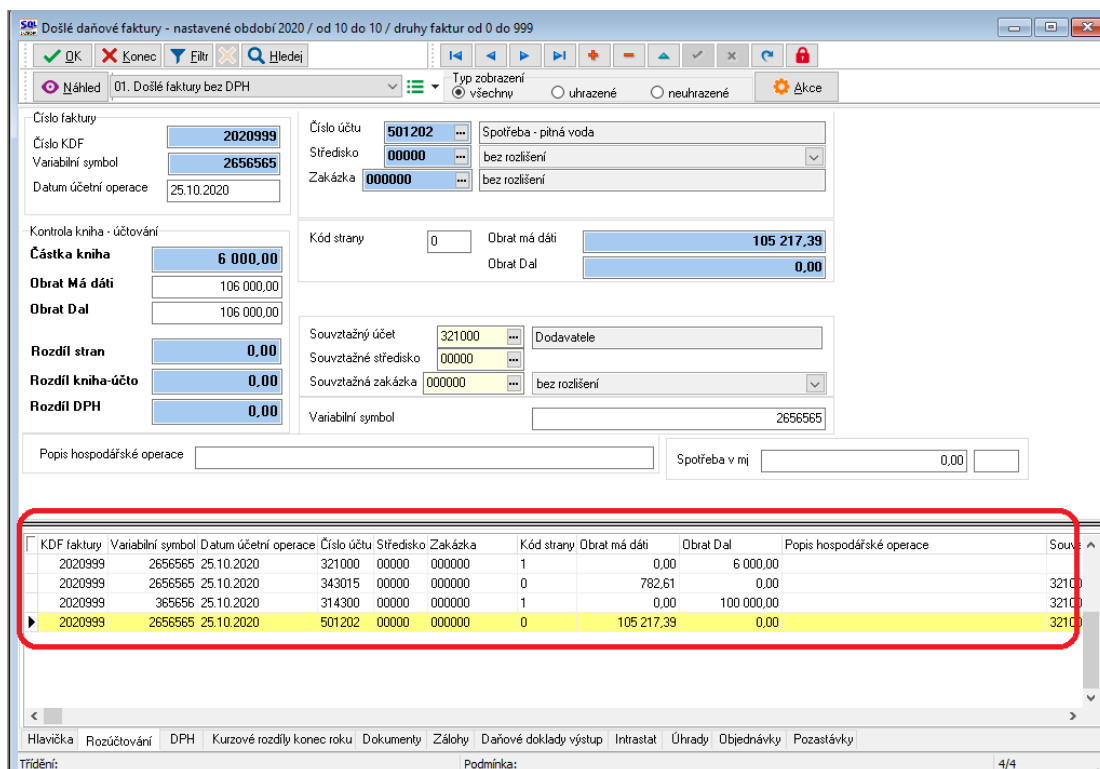 SQL Došlé daňové faktury - nastavené období 2020 / od 10 do 10 / druhy faktur od 0 do 999
OK Konec Filtr Hledej
Náhled 01. Došlé faktury bez DPH Typ zobrazení všechny uhrazené neuhrazené Akce
Číslo faktury
Číslo KDF 2020999
Variabilní symbol 2656565
Datum účetní operace 25.10.2020
Číslo účtu 501202 ... Spotřeba - pitná voda
Středisko 00000 ... bez rozlišení
Zakázka 000000 ... bez rozlišení
Kontrola kniha - účtování
Částka kniha 6 000,00
Obrat Má dáti 106 000,00
Obrat Dal 106 000,00
Rozdíl stran 0,00
Rozdíl kniha-účto 0,00
Rozdíl DPH 0,00
Kód strany 0 Obrat má dáti 105 217,39
Obrat Dal 0,00
Souvztažný účet 321000 ... Dodavatele
Souvztažné středisko 00000 ...
Souvztažná zakázka 000000 ... bez rozlišení
Variabilní symbol 2656565
Popis hospodářské operace
Spotřeba v mj 0,00
KDF faktury Variabilní symbol Datum účetní operace Číslo účtu Středisko Zakázka Kód strany Obrat má dáti Obrat Dal Popis hospodářské operace
2020999 2656565 25.10.2020 321000 00000 000000 1 0,00 6 000,00
2020999 2656565 25.10.2020 343015 00000 000000 0 782,61 0,00 32100
2020999 365656 25.10.2020 314300 00000 000000 1 0,00 100 000,00 32100
2020999 2656565 25.10.2020 501202 00000 000000 0 105 217,39 0,00 32100
Hlavička Rozúčtování DPH Kurzové rozdíly konec roku Dokumenty Zálohy Daňové doklady výstup Intrastat Úhrady Objednávky Pozastávky
Třídění: Podmínka: 4/4